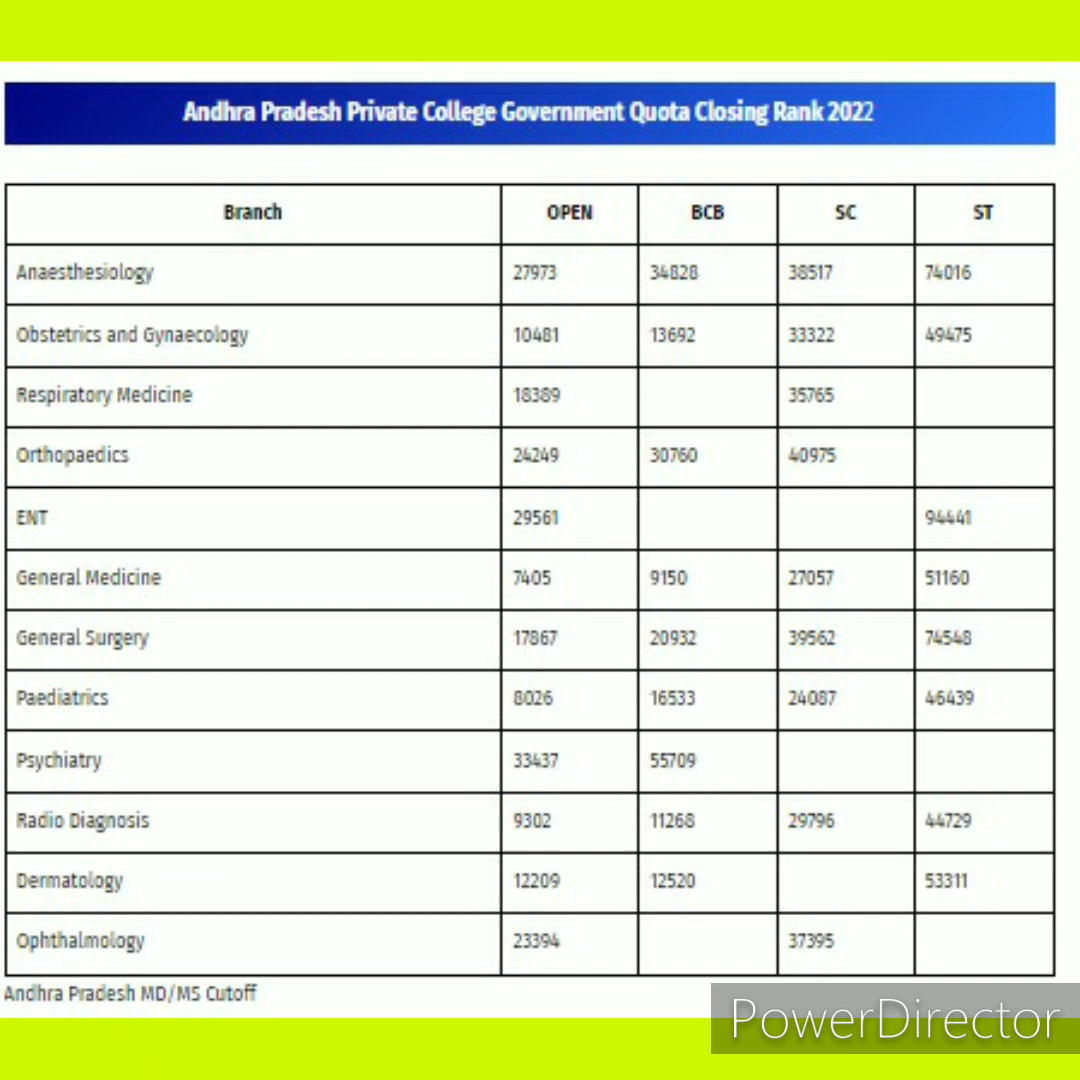 Andhra Pradesh Private College Government Quota Closing Rank 2022
Branch OPEN BCB SC ST
Anaesthesiology 27973 34828 38517 74016
Obstetrics and Gynaecology 10481 13692 33322 49475
Respiratory Medicine 18389 35765
Orthopaedics 24249 30760 40975
ENT 29561 94441
General Medicine 7405 9150 27057 51160
General Surgery 17867 20932 39562 74548
Paediatrics 8026 16533 24087 46439
Psychiatry 33437 55709
Radio Diagnosis 9302 11268 29796 44729
Dermatology 12209 12520 53311
Ophthalmology 23394 37395
Andhra Pradesh MD/MS Cutoff
PowerDirector